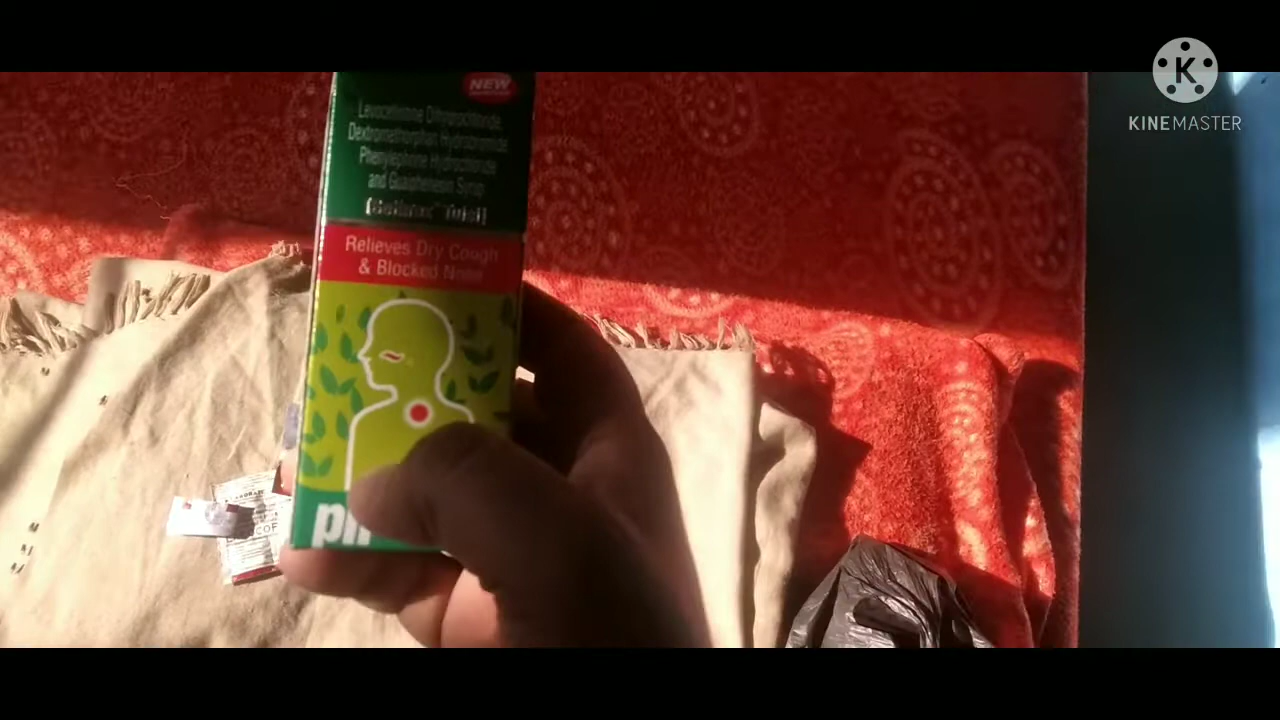 NEW
Levocetirizine Dihydrochloride
Dextromethorphan Hydrobromide
Phenylephrine Hydrochloride
and Guaiphenesin Syrup
Relieves Dry Cough
& Blocked Nose
KINEMASTER